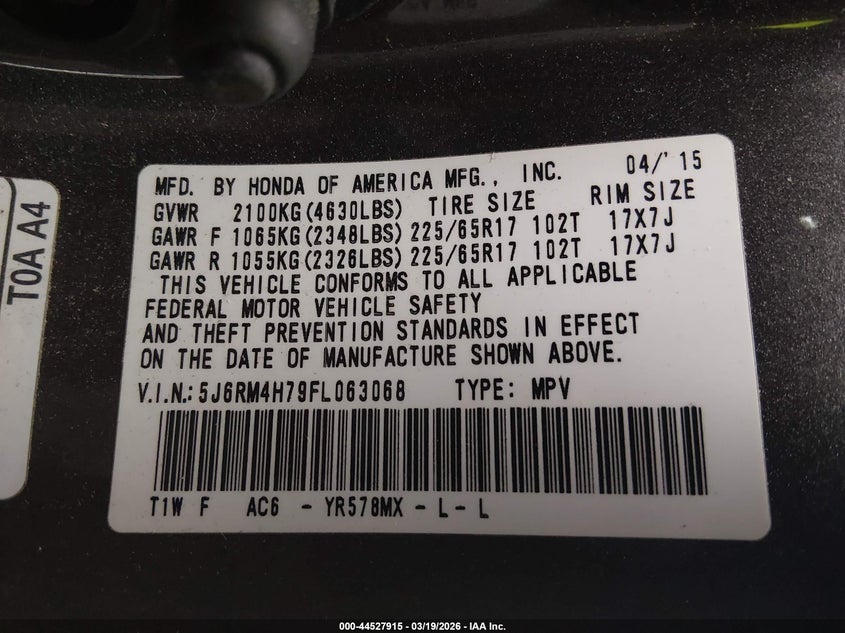 MFD. BY HONDA OF AMERICA MFG., INC. 04/'15
GVWR 2100KG(4630LBS) TIRE SIZE RIM SIZE
GAWR F 1065KG(2348LBS) 225/65R17 102T 17X7J
GAWR R 1055KG(2326LBS) 225/65R17 102T 17X7J
THIS VEHICLE CONFORMS TO ALL APPLICABLE
FEDERAL MOTOR VEHICLE SAFETY
AND THEFT PREVENTION STANDARDS IN EFFECT
ON THE DATE OF MANUFACTURE SHOWN ABOVE.
V.I.N.: 5J6RM4H79FL063068 TYPE: MPV
T1W F AC6 - YR578MX - L - L
T0A A4
000-44527915 - 03/19/2026 - IAA Inc.